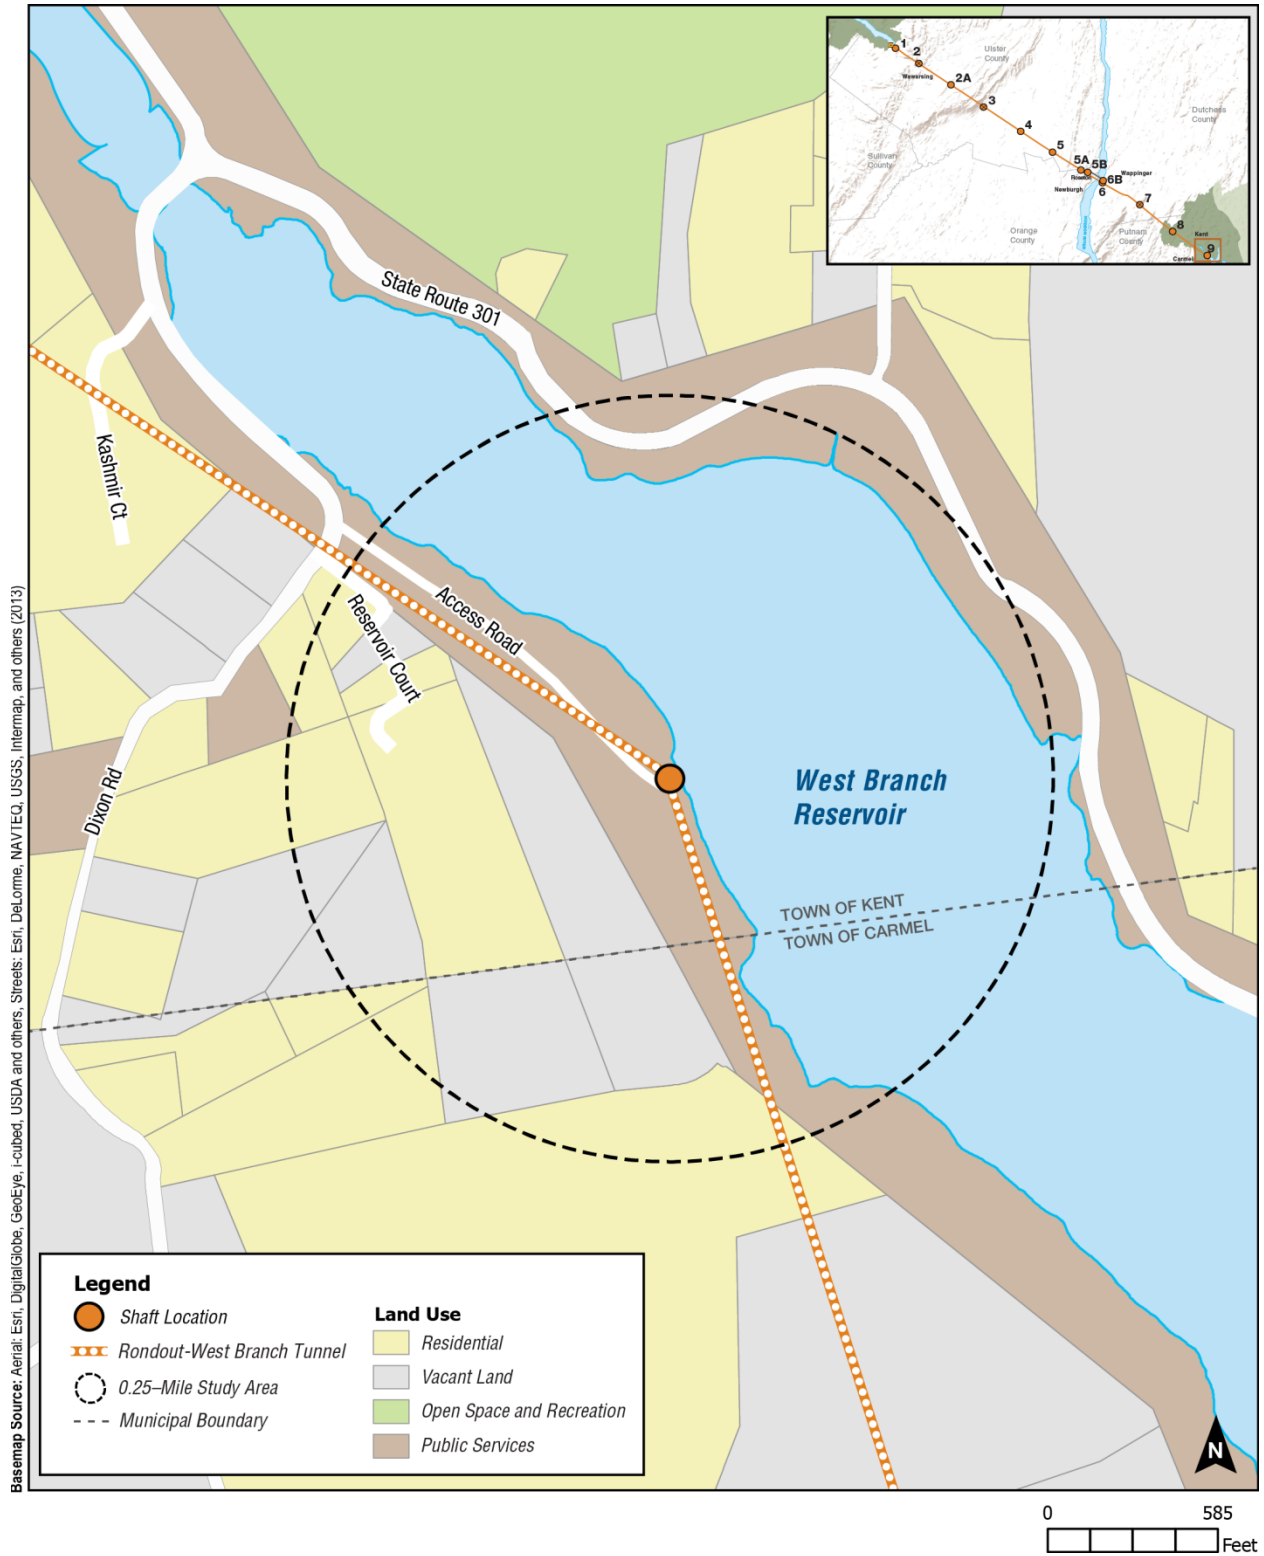 1
2
Wawarsing
Ulster
County
2A
3
Dutchess
County
4
Sullivan
County
5
5A
5B
Wappinger
6B
Newburgh
6
7
Orange
County
Putnam
County
8
Kent
9
Carmel
State Route 301
Kashmir Ct
Access Road
Reservoir Court
Dixon Rd
West Branch
Reservoir
TOWN OF KENT
TOWN OF CARMEL
Basemap Source: Aerial: Esri, DigitalGlobe, GeoEye, i-cubed, USDA and others, Streets: Esri, DeLorme, NAVTEQ, USGS, Intermap, and others (2013)
Legend
Shaft Location
Rondout-West Branch Tunnel
0.25–Mile Study Area
Municipal Boundary
Land Use
Residential
Vacant Land
Open Space and Recreation
Public Services
N
0 585
Feet